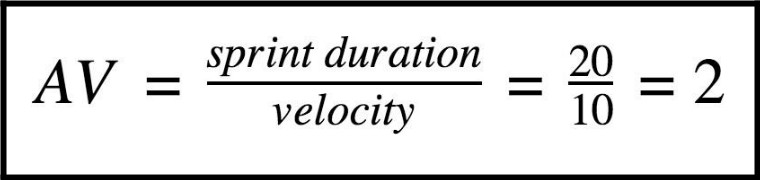 AV = sprint duration / velocity = 20 / 10 = 2